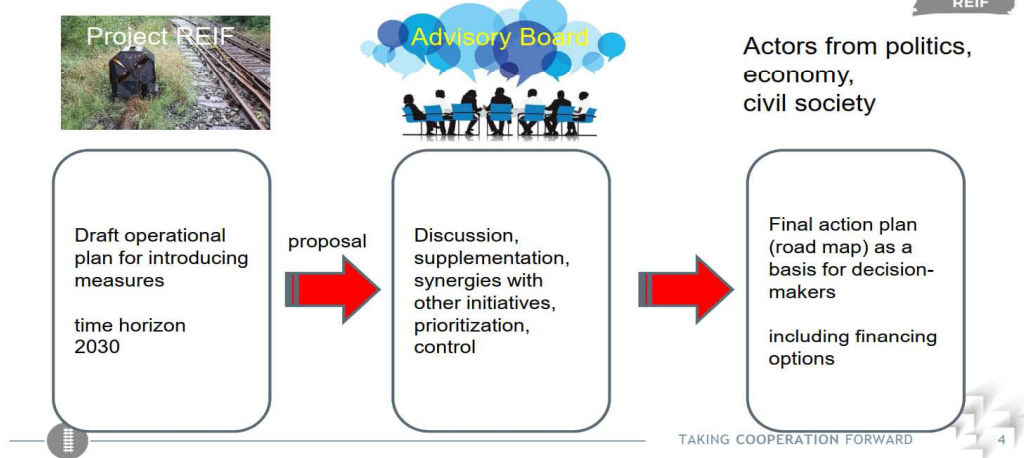 REIF
Project REIF
Advisory Board
Actors from politics,
economy,
civil society
Draft operational
plan for introducing
measures
time horizon
2030
proposal
Discussion,
supplementation,
synergies with
other initiatives,
prioritization,
control
Final action plan
(road map) as a
basis for decision-
makers
including financing
options
TAKING COOPERATION FORWARD
4